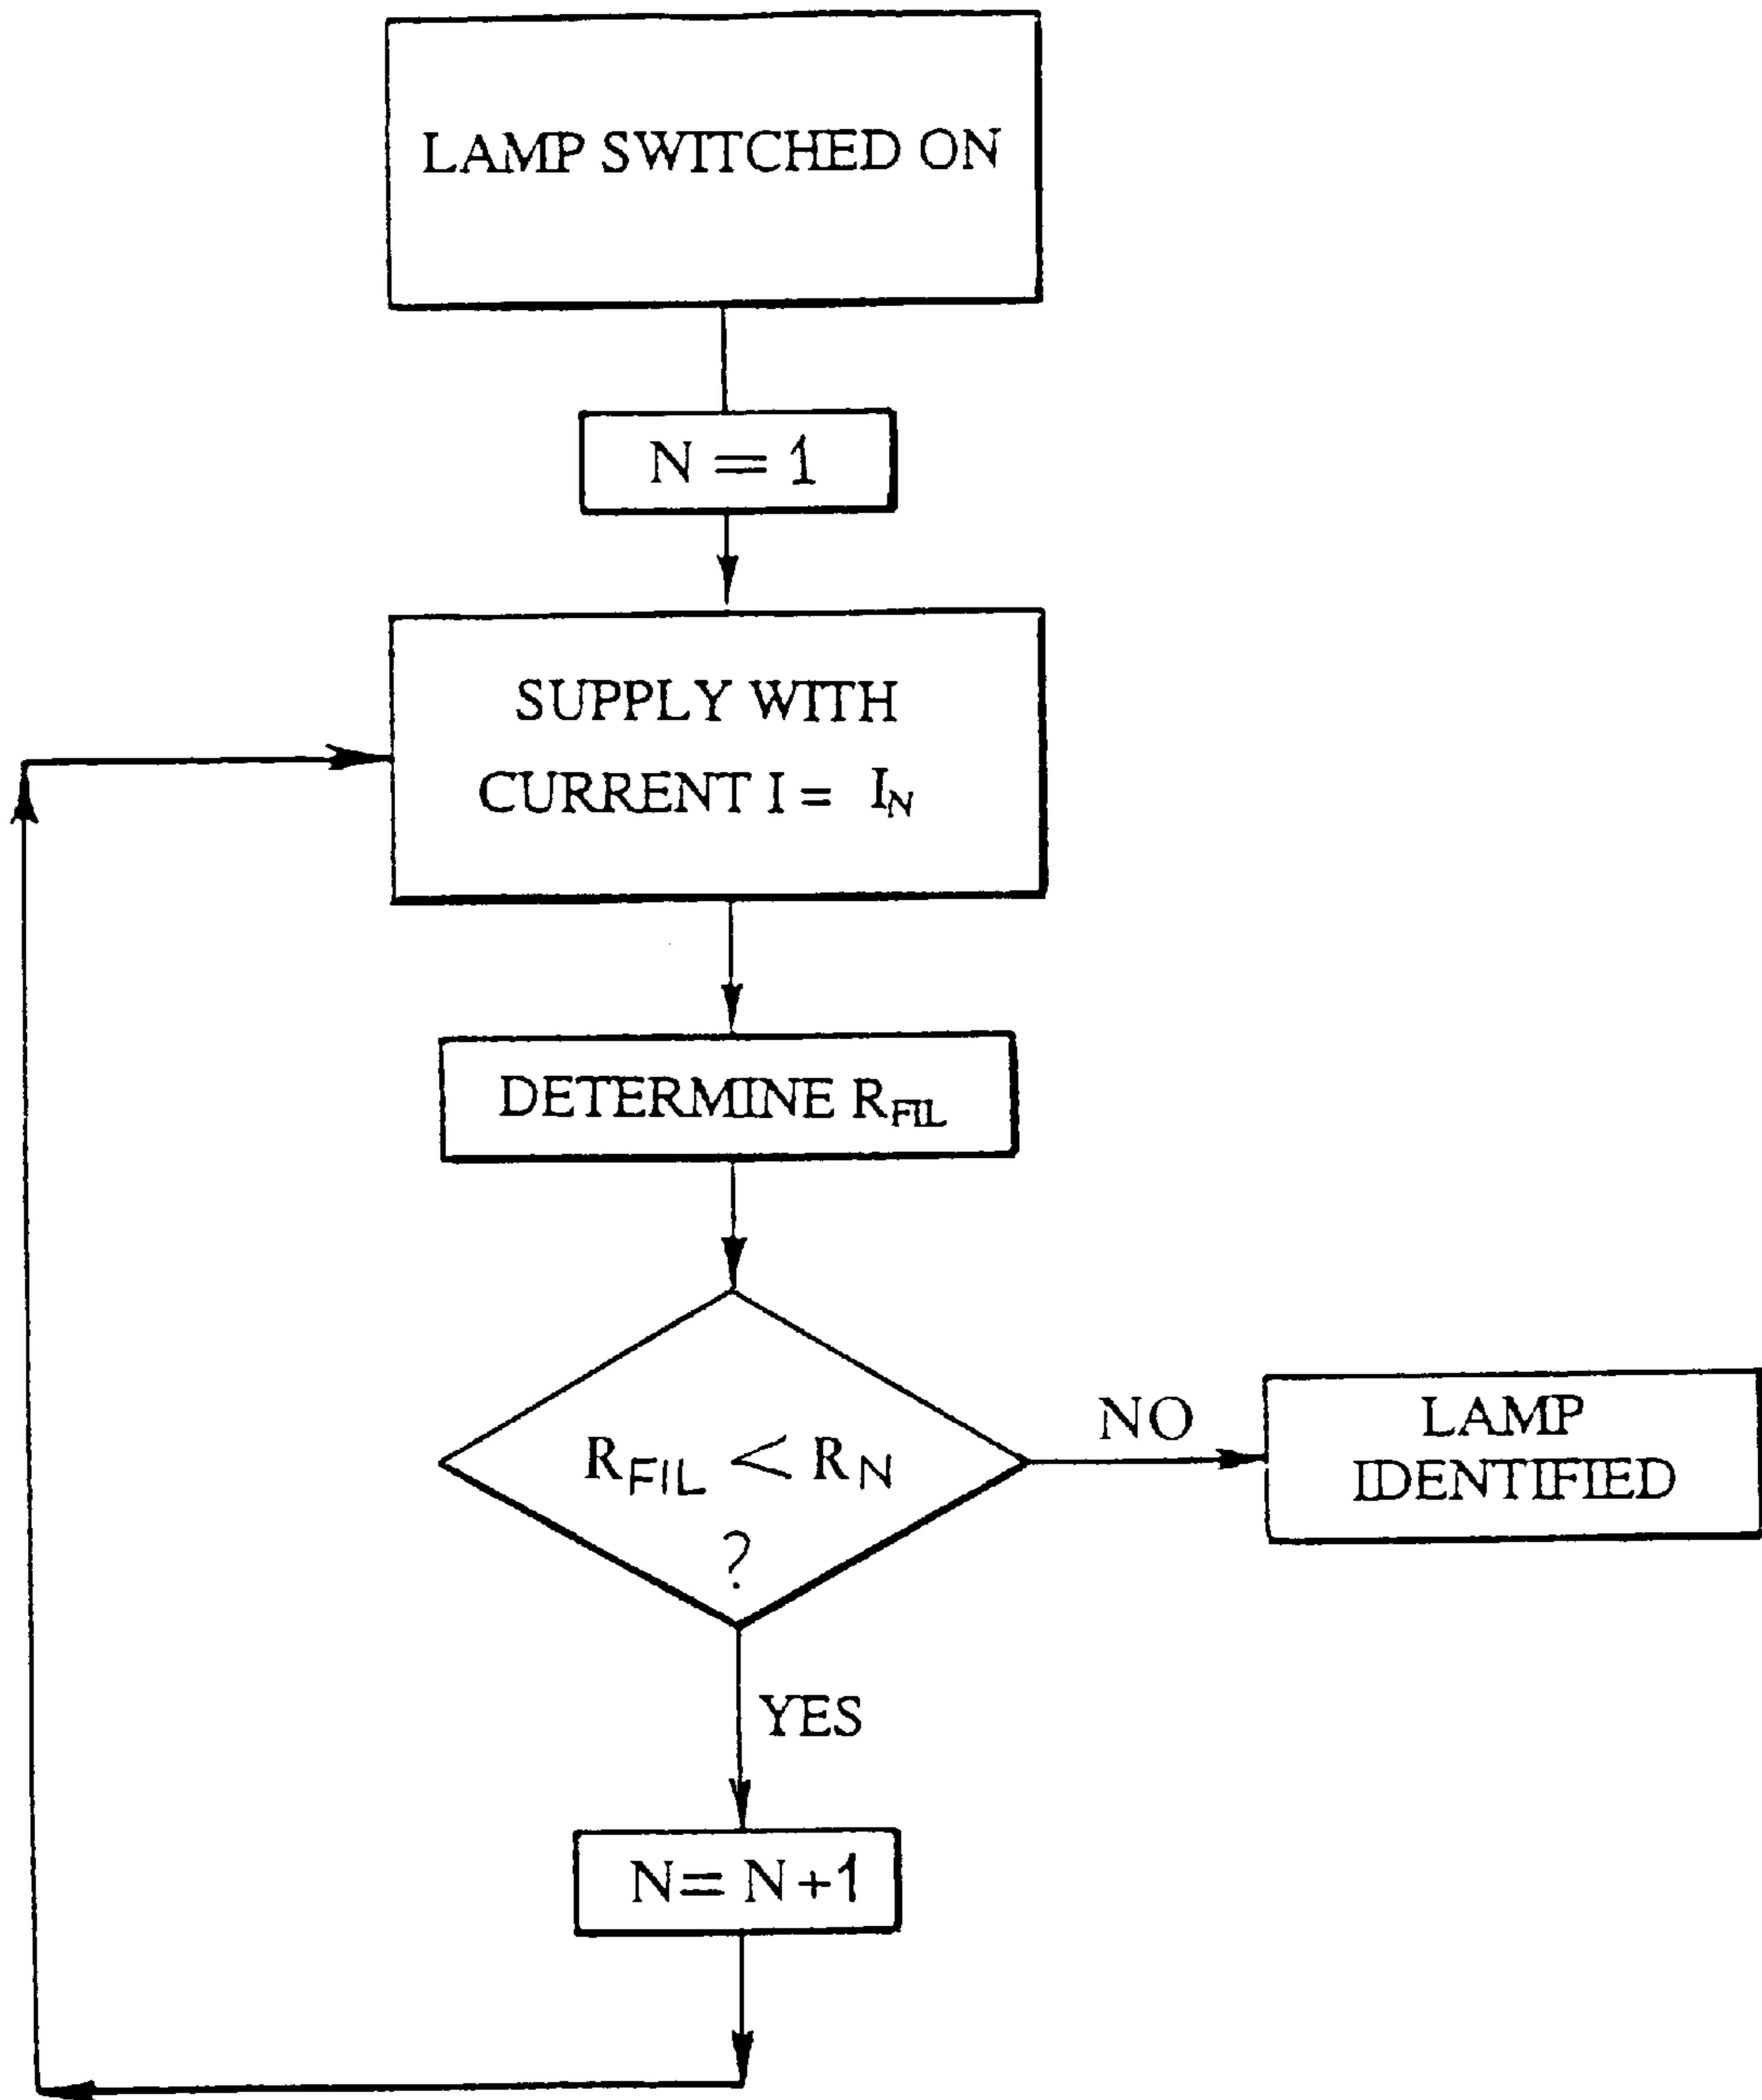 LAMP SWITCHED ON
N = 1
SUPPLY WITH
CURRENT I = I_N
DETERMINE R_FIL
R_FIL < R_N
?
NO
LAMP
IDENTIFIED
YES
N = N+1